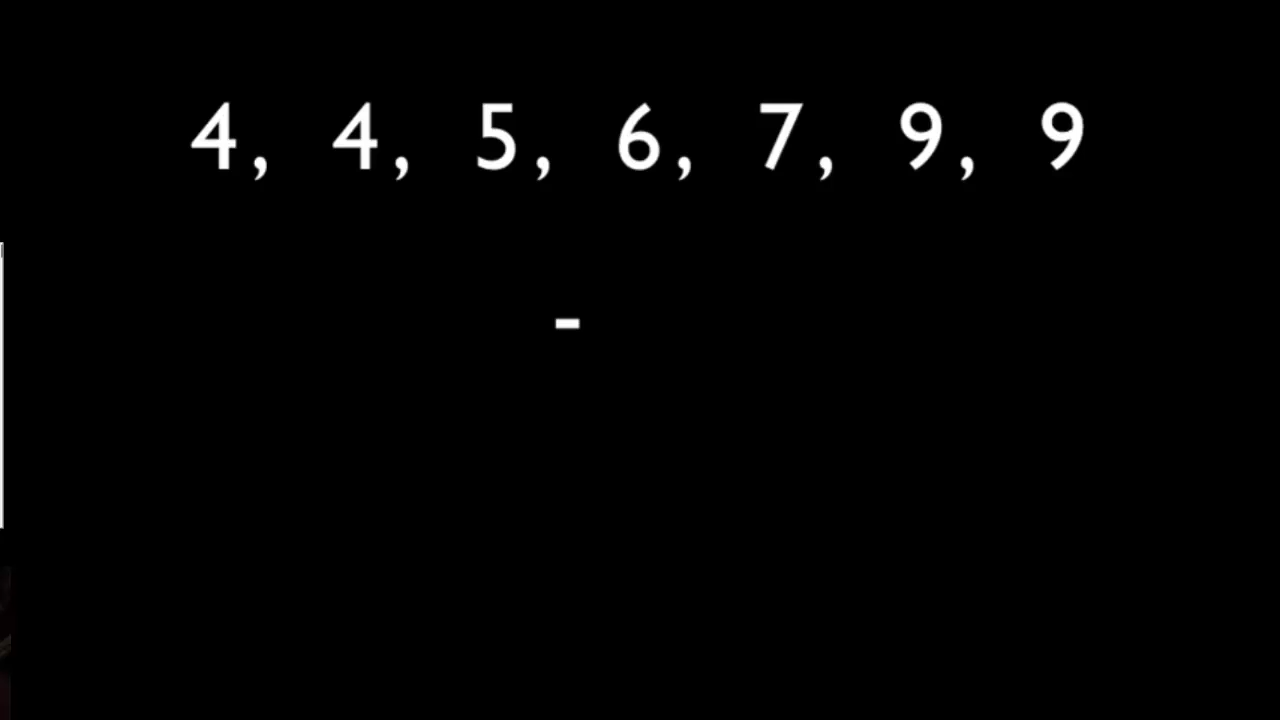 4, 4, 5, 6, 7, 9, 9
-